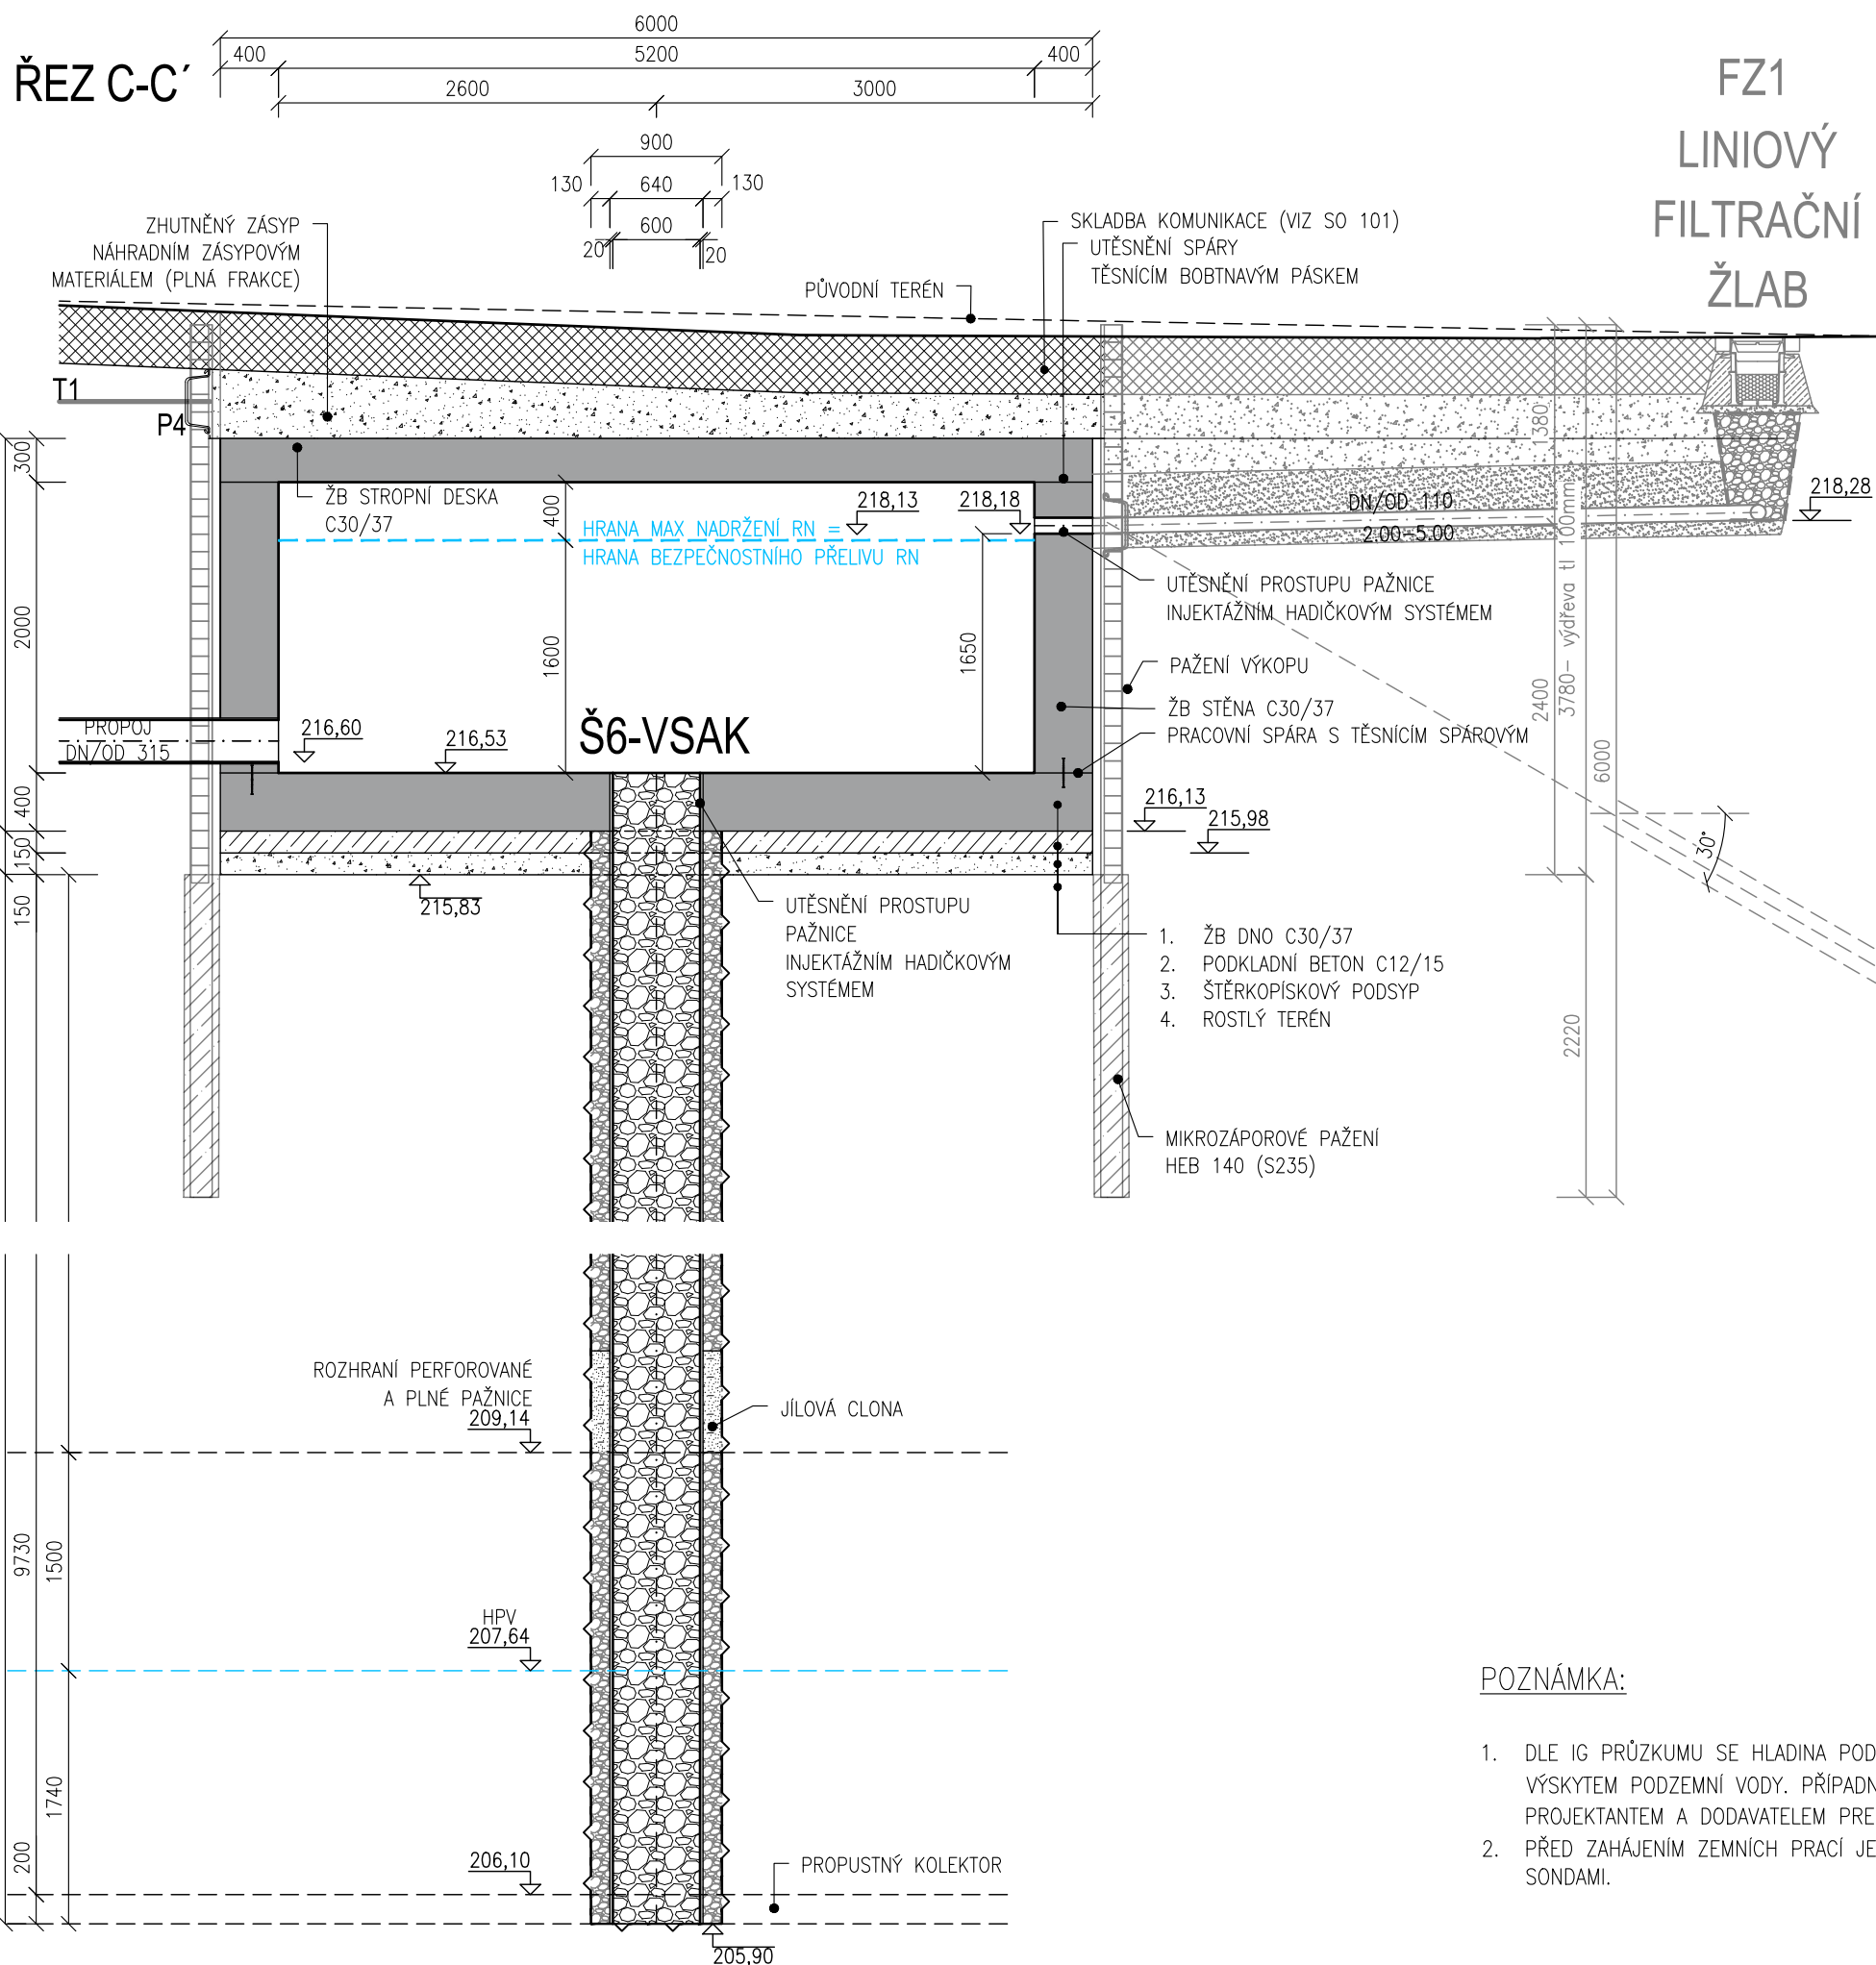 ŘEZ C-C´
6000
400
5200
400
2600
3000
900
130
640
130
600
20
20
FZ1
LINIOVÝ
FILTRAČNÍ
ŽLAB
ZHUTNĚNÝ ZÁSYP
NÁHRADNÍM ZÁSYPOVÝM
MATERIÁLEM (PLNÁ FRAKCE)
SKLADBA KOMUNIKACE (VIZ SO 101)
UTĚSNĚNÍ SPÁRY
TĚSNÍCÍM BOBTNAVÝM PÁSKEM
PŮVODNÍ TERÉN
T1
P4
300
2000
400
150
150
ŽB STROPNÍ DESKA
C30/37
400
HRANA MAX NADRŽENÍ RN =
HRANA BEZPEČNOSTNÍHO PŘELIVU RN
218,13
218,18
DN/OD 110
2.00-5.00
218,28
1380
UTĚSNĚNÍ PROSTUPU PAŽNICE
INJEKTÁŽNÍM HADIČKOVÝM SYSTÉMEM
1600
1650
PAŽENÍ VÝKOPU
ŽB STĚNA C30/37
PRACOVNÍ SPÁRA S TĚSNÍCÍM SPÁROVÝM
2400
3780- výdřeva tl 100mm
6000
PROPOJ
DN/OD 315
216,60
216,53
Š6-VSAK
216,13
215,98
30°
215,83
UTĚSNĚNÍ PROSTUPU
PAŽNICE
INJEKTÁŽNÍM HADIČKOVÝM
SYSTÉMEM
1. ŽB DNO C30/37
2. PODKLADNÍ BETON C12/15
3. ŠTĚRKOPÍSKOVÝ PODSYP
4. ROSTLÝ TERÉN
2220
MIKROZÁPOROVÉ PAŽENÍ
HEB 140 (S235)
ROZHRANÍ PERFOROVANÉ
A PLNÉ PAŽNICE
209,14
JÍLOVÁ CLONA
9730
1500
HPV
207,64
1740
200
206,10
PROPUSTNÝ KOLEKTOR
205,90
POZNÁMKA:
1. DLE IG PRŮZKUMU SE HLADINA POD
VÝSKYTEM PODZEMNÍ VODY. PŘÍPADN
PROJEKTANTEM A DODAVATELEM PRE
2. PŘED ZAHÁJENÍM ZEMNÍCH PRACÍ JE
SONDAMI.